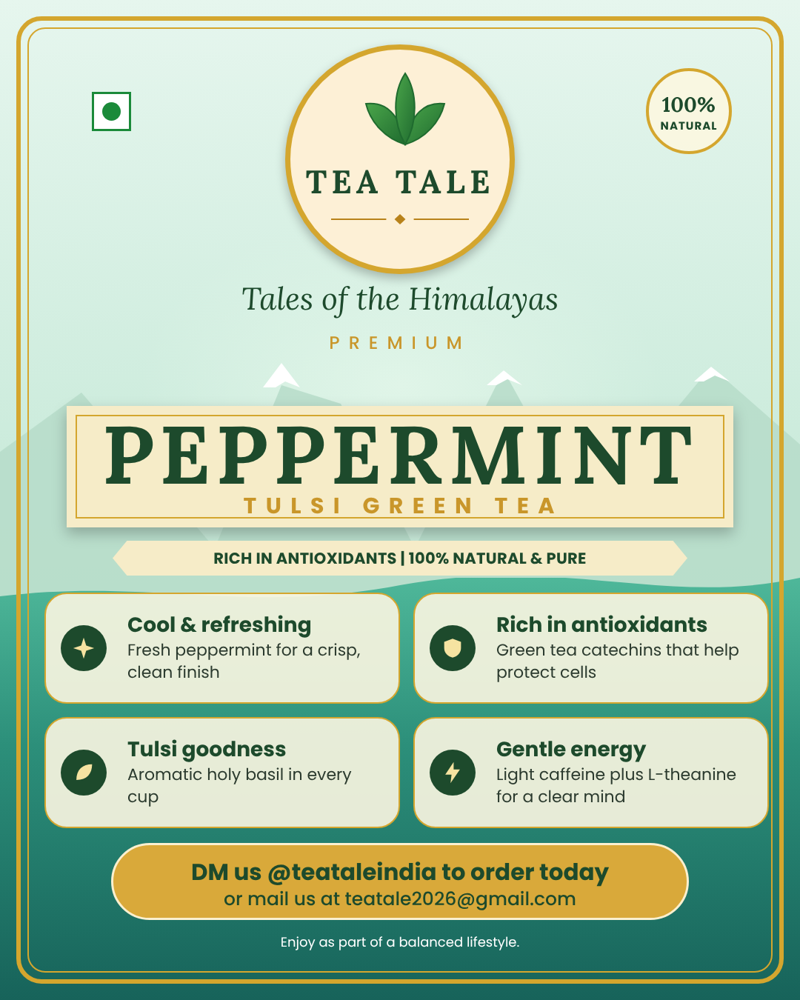 100%
NATURAL
TEA TALE
Tales of the Himalayas
PREMIUM
PEPPERMINT
TULSI GREEN TEA
RICH IN ANTIOXIDANTS | 100% NATURAL & PURE
Cool & refreshing
Fresh peppermint for a crisp,
clean finish
Rich in antioxidants
Green tea catechins that help
protect cells
Tulsi goodness
Aromatic holy basil in every
cup
Gentle energy
Light caffeine plus L-theanine
for a clear mind
DM us @teataleindia to order today
or mail us at teatale2026@gmail.com
Enjoy as part of a balanced lifestyle.